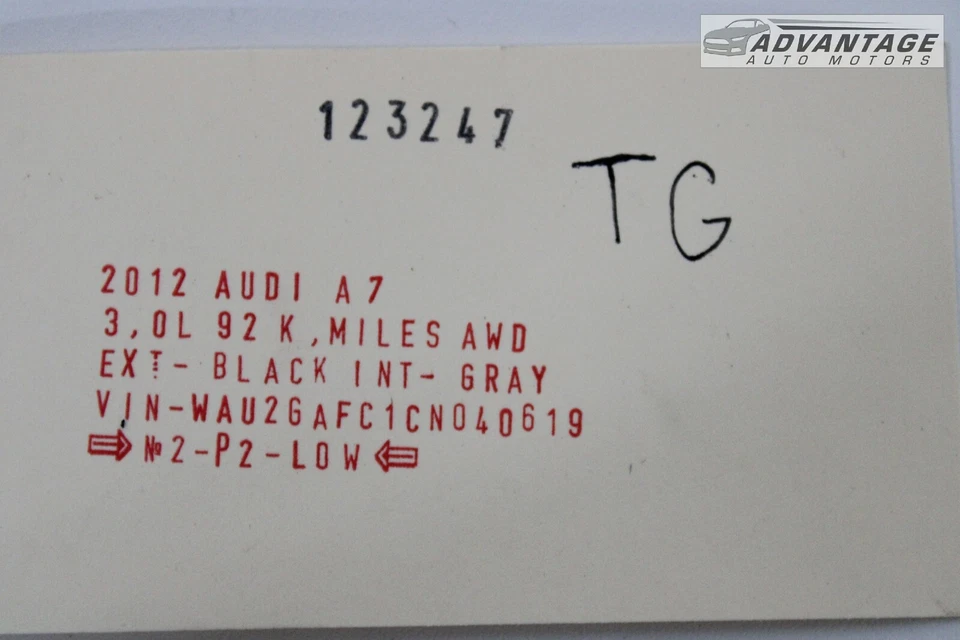 ADVANTAGE
AUTO MOTORS
123247
TG
2012 AUDI A7
3,0L 92 K,MILES AWD
EXT- BLACK INT- GRAY
VIN-WAU2GAFC1CN040619
⇒ №2-P2-LOW ⇐